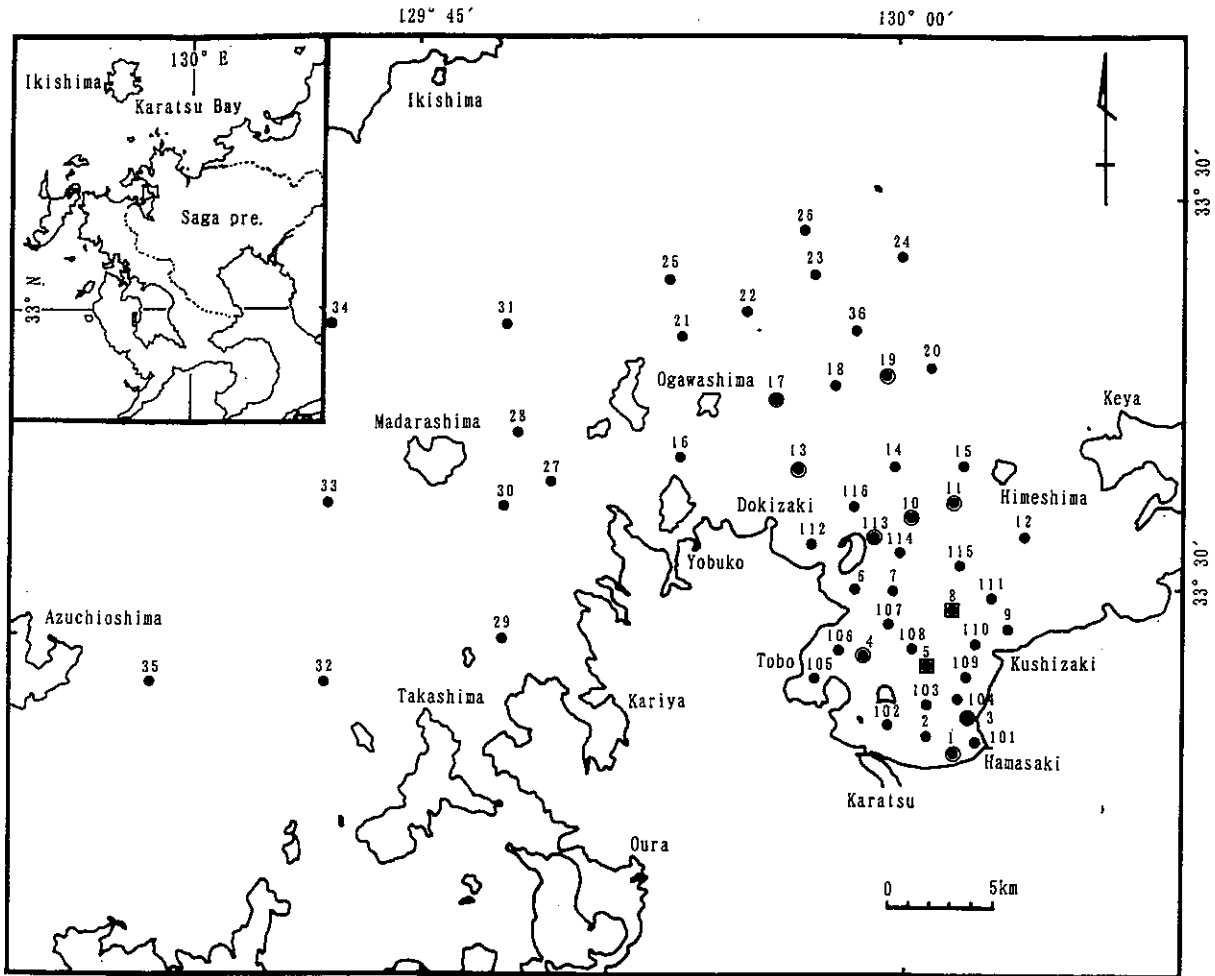 129° 45′
130° 00′
130° E
Ikishima
Karatsu Bay
Saga pre.
33° N
Ikishima
33° 30′
26
24
25
23
34
31
22
36
21
20
19
18
Ogawashima
17
Keya
Madarashima
28
16
13
14
15
27
33
30
Himeshima
Dokizaki
116
10
11
113
112
114
12
Yobuko
115
33° 30′
6
7
8
111
Azuchioshima
107
9
29
106
4
108
110
Tobo
105
5
Kushizaki
35
32
109
Takashima
Kariya
103
104
102
2
3
1
101
Hamasaki
Karatsu
Oura
0
5km